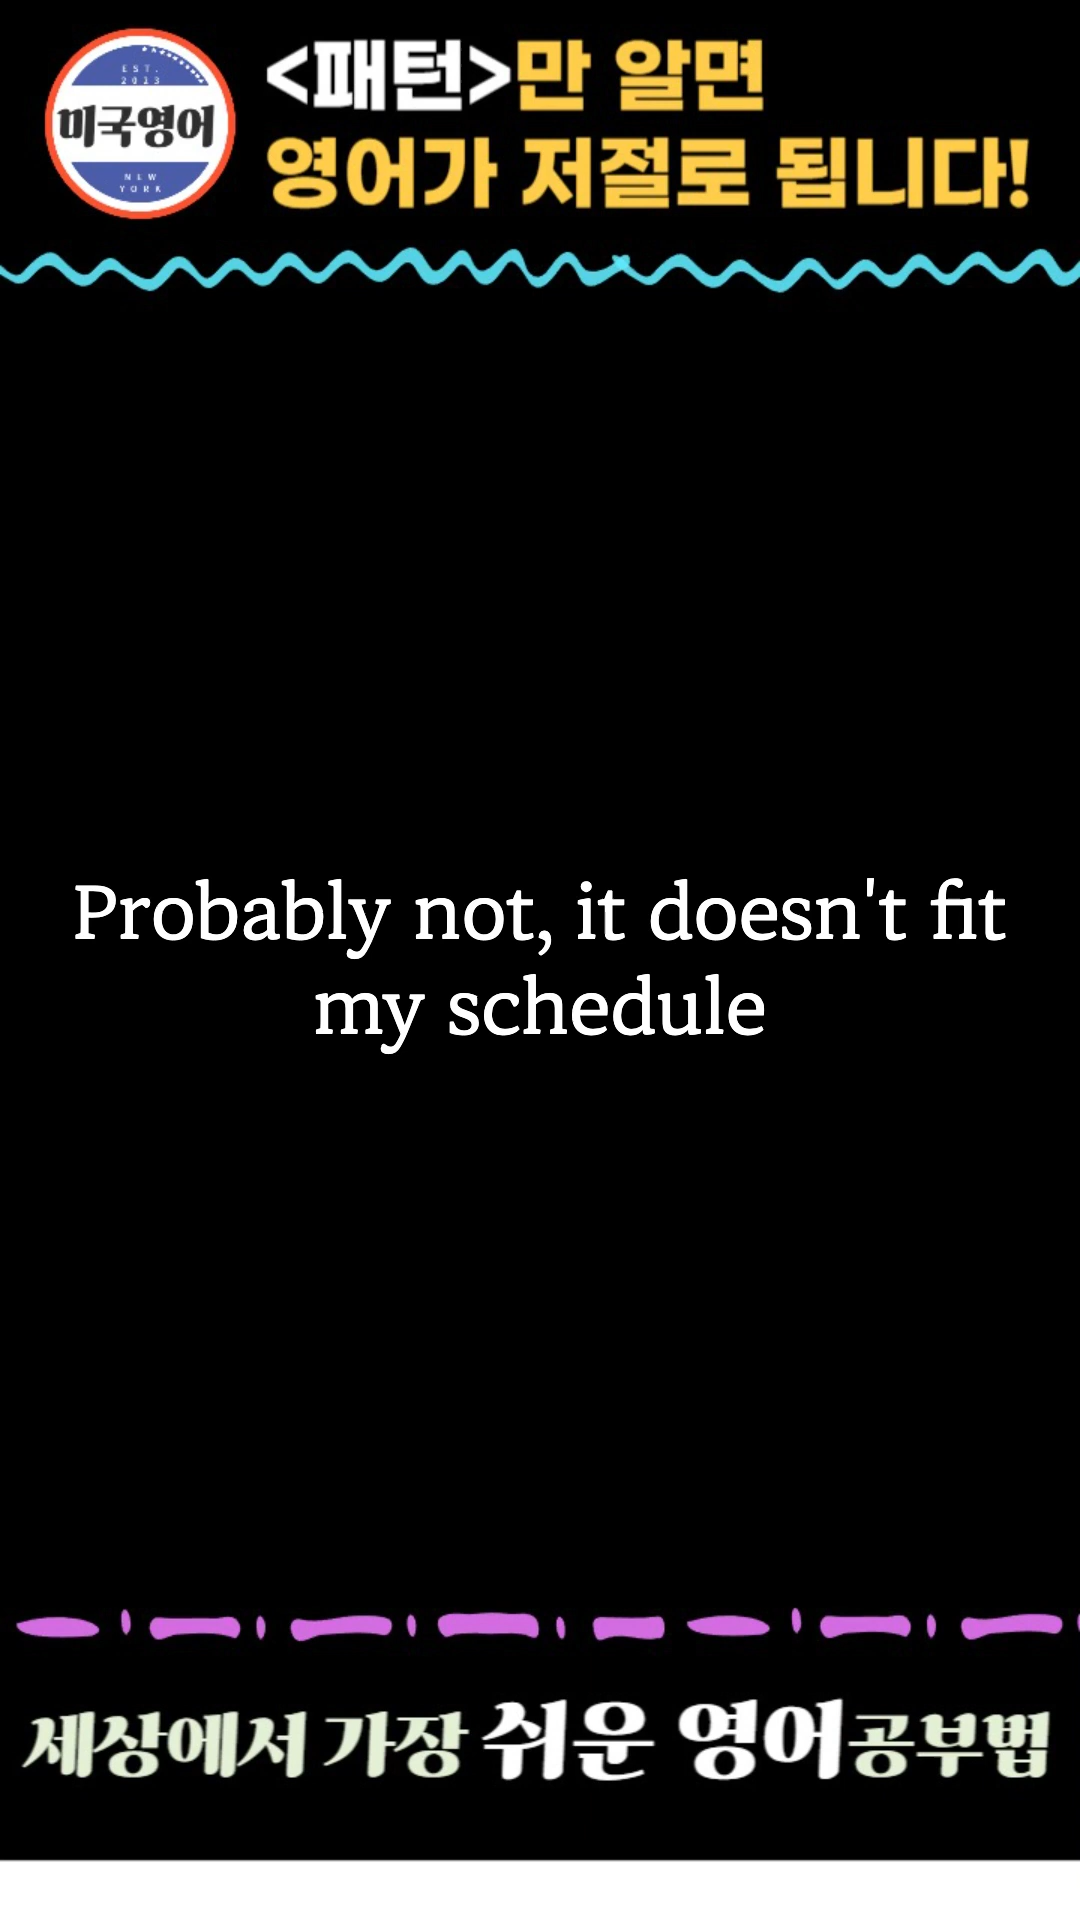 EST.
2023
미국영어
NEW
YORK
<패턴>만 알면
영어가 저절로 됩니다!
Probably not, it doesn't fit
my schedule
세상에서 가장 쉬운 영어공부법